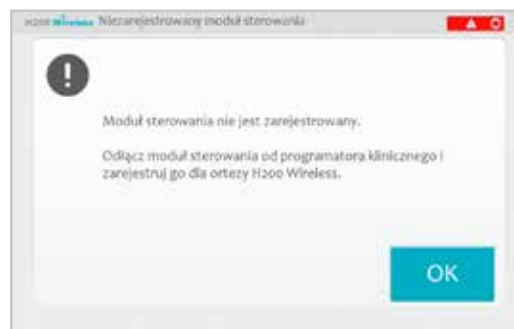 H200 Wireless Niezarejestrowany moduł sterowania
Moduł sterowania nie jest zarejestrowany.
Odłącz moduł sterowania od programatora klinicznego i
zarejestruj go dla ortezy H200 Wireless.
OK